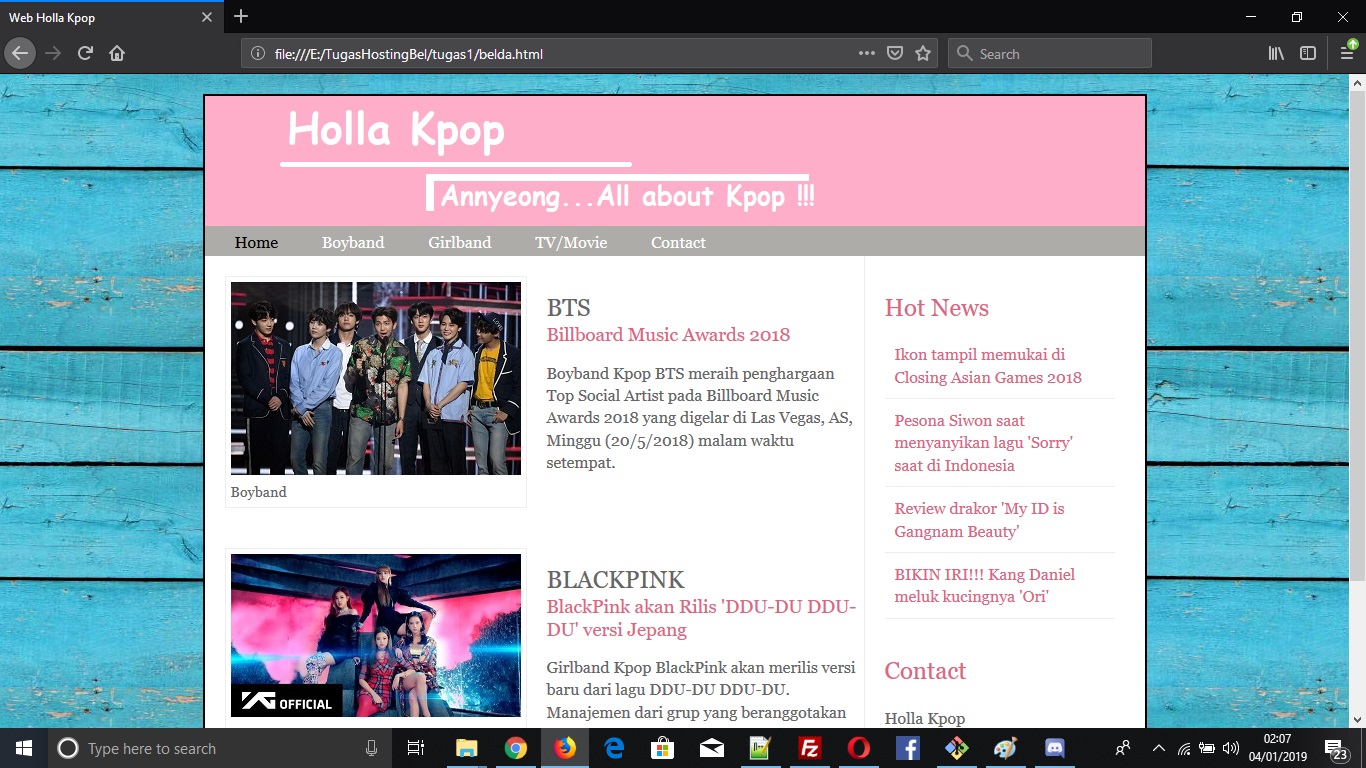 Web Holla Kpop
file:///E:/TugasHostingBel/tugas1/belda.html
Search
Holla Kpop
Annyeong...All about Kpop !!!
Home Boyband Girlband TV/Movie Contact
Boyband
BTS
Billboard Music Awards 2018
Boyband Kpop BTS meraih penghargaan
Top Social Artist pada Billboard Music
Awards 2018 yang digelar di Las Vegas, AS,
Minggu (20/5/2018) malam waktu
setempat.
YG OFFICIAL
BLACKPINK
BlackPink akan Rilis 'DDU-DU DDU-
DU' versi Jepang
Girlband Kpop BlackPink akan merilis versi
baru dari lagu DDU-DU DDU-DU.
Manajemen dari grup yang beranggotakan
Hot News
Ikon tampil memukai di
Closing Asian Games 2018
Pesona Siwon saat
menyanyikan lagu 'Sorry'
saat di Indonesia
Review drakor 'My ID is
Gangnam Beauty'
BIKIN IRI!!! Kang Daniel
meluk kucingnya 'Ori'
Contact
Holla Kpop
Type here to search
02:07
04/01/2019
23